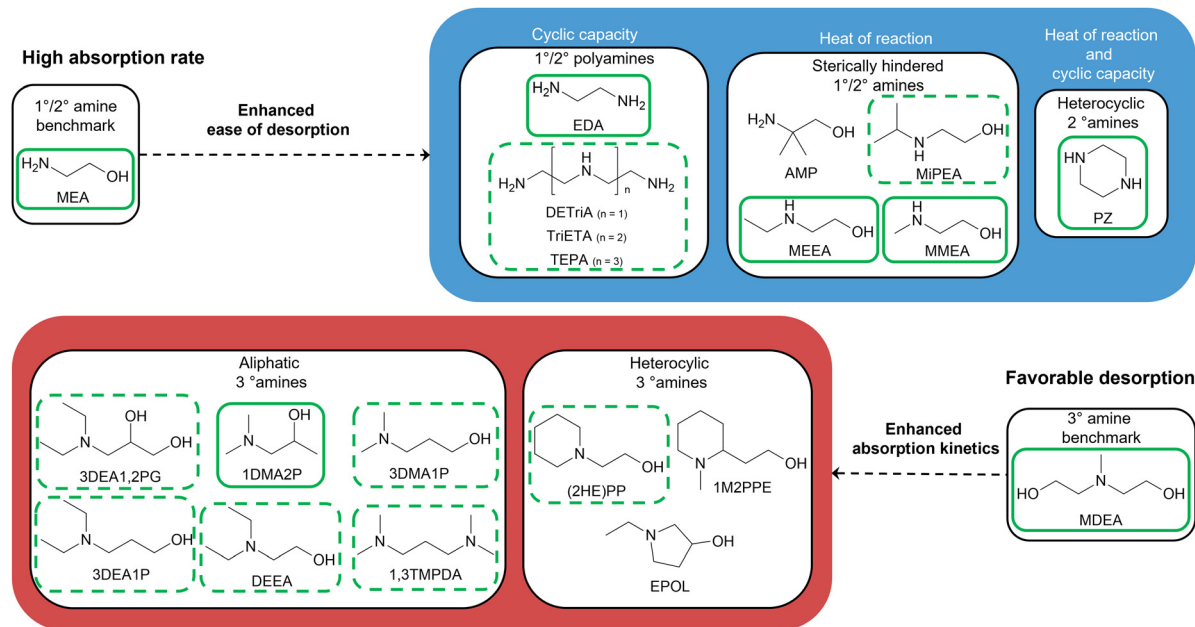 High absorption rate
1°/2° amine
benchmark
H₂N
OH
MEA
Enhanced
ease of desorption
Cyclic capacity
1°/2° polyamines
H₂N
NH₂
EDA
NH₂
H
N
n
NH₂
DETriA (n = 1)
TriETA (n = 2)
TEPA (n = 3)
Heat of reaction
Sterically hindered
1°/2° amines
H₂N
OH
AMP
N
H
OH
MiPEA
H
N
OH
MEEA
H
N
OH
MMEA
Heat of reaction
and
cyclic capacity
Heterocyclic
2 °amines
HN
NH
PZ
Aliphatic
3 °amines
N
OH
OH
3DEA1,2PG
N
OH
1DMA2P
N
OH
3DMA1P
N
OH
3DEA1P
N
OH
DEEA
N
N
1,3TMPDA
Heterocylic
3 °amines
N
OH
(2HE)PP
N
OH
1M2PPE
N
OH
EPOL
Enhanced
absorption kinetics
Favorable desorption
3° amine
benchmark
HO
N
OH
MDEA